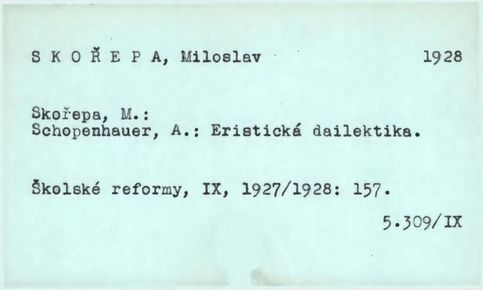 S K O Ř E P A, Miloslav 1928
Skořepa, M.:
Schopenhauer, A.: Eristická dailektika.
Školské reformy, IX, 1927/1928: 157.
5.309/IX